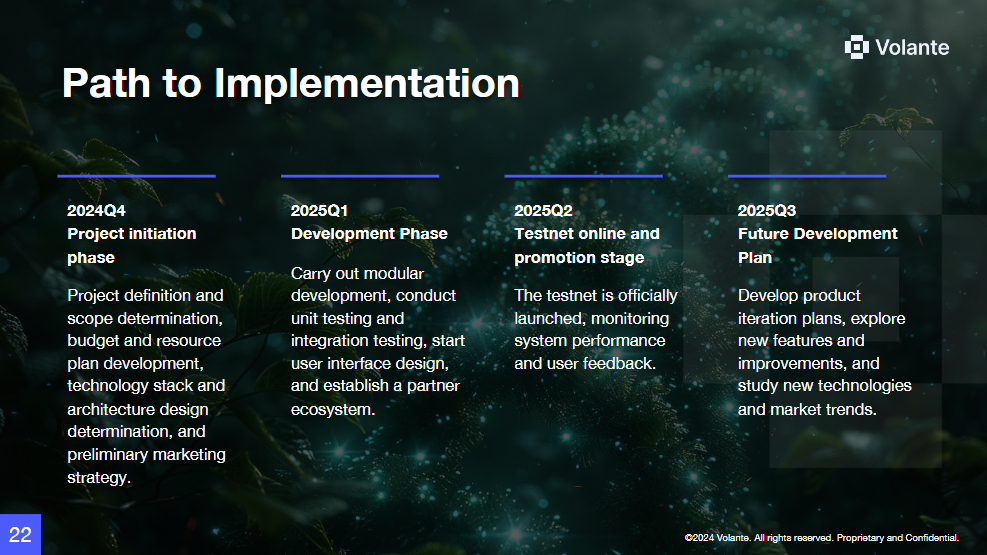 Volante
Path to Implementation
2024Q4
Project initiation
phase
Project definition and
scope determination,
budget and resource
plan development,
technology stack and
architecture design
determination, and
preliminary marketing
strategy.
2025Q1
Development Phase
Carry out modular
development, conduct
unit testing and
integration testing, start
user interface design,
and establish a partner
ecosystem.
2025Q2
Testnet online and
promotion stage
The testnet is officially
launched, monitoring
system performance
and user feedback.
2025Q3
Future Development
Plan
Develop product
iteration plans, explore
new features and
improvements, and
study new technologies
and market trends.
22
©2024 Volante. All rights reserved. Proprietary and Confidential.